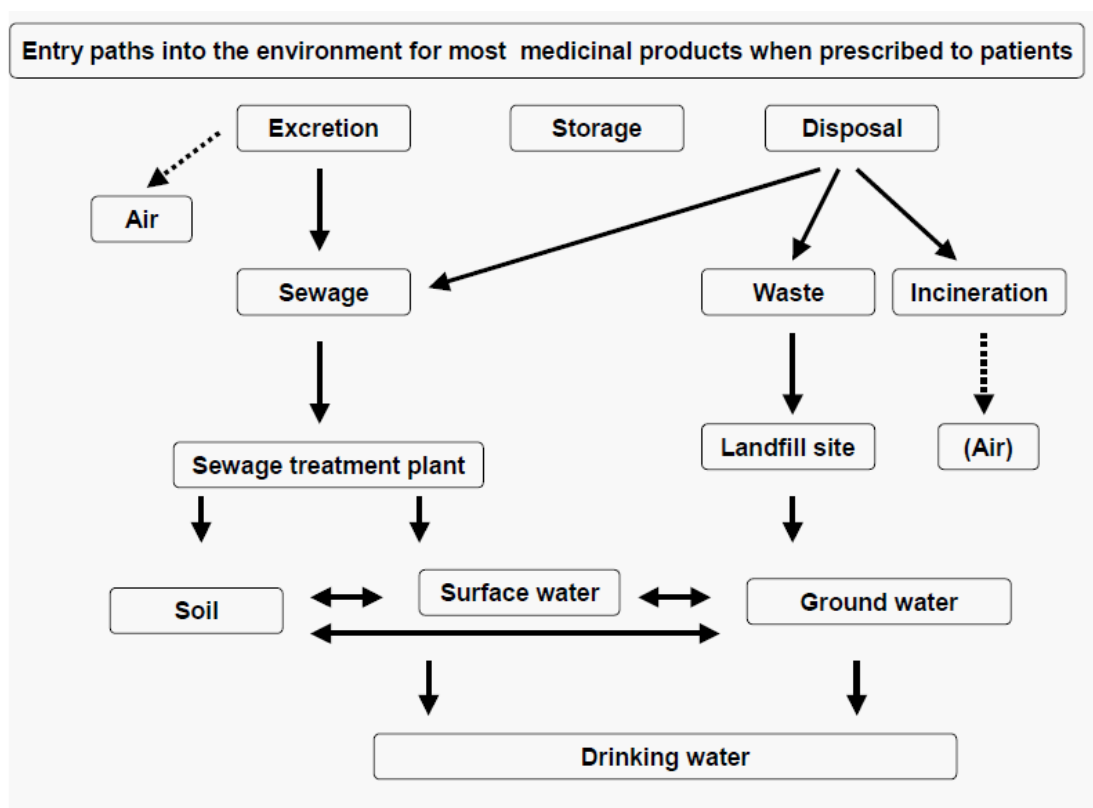 Entry paths into the environment for most medicinal products when prescribed to patients
Excretion
Storage
Disposal
Air
Sewage
Waste
Incineration
Sewage treatment plant
Landfill site
(Air)
Soil
Surface water
Ground water
Drinking water